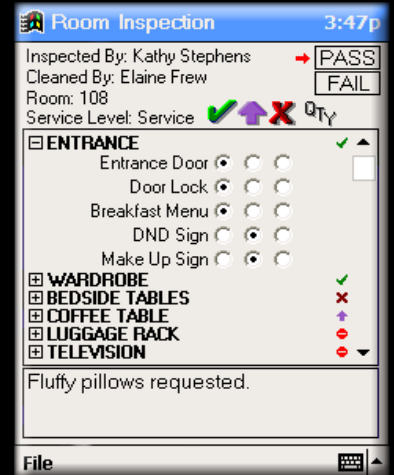 Room Inspection 3:47p
Inspected By: Kathy Stephens PASS
Cleaned By: Elaine Frew FAIL
Room: 108
Service Level: Service QTY
ENTRANCE
Entrance Door
Door Lock
Breakfast Menu
DND Sign
Make Up Sign
WARDROBE
BEDSIDE TABLES
COFFEE TABLE
LUGGAGE RACK
TELEVISION
Fluffy pillows requested.
File